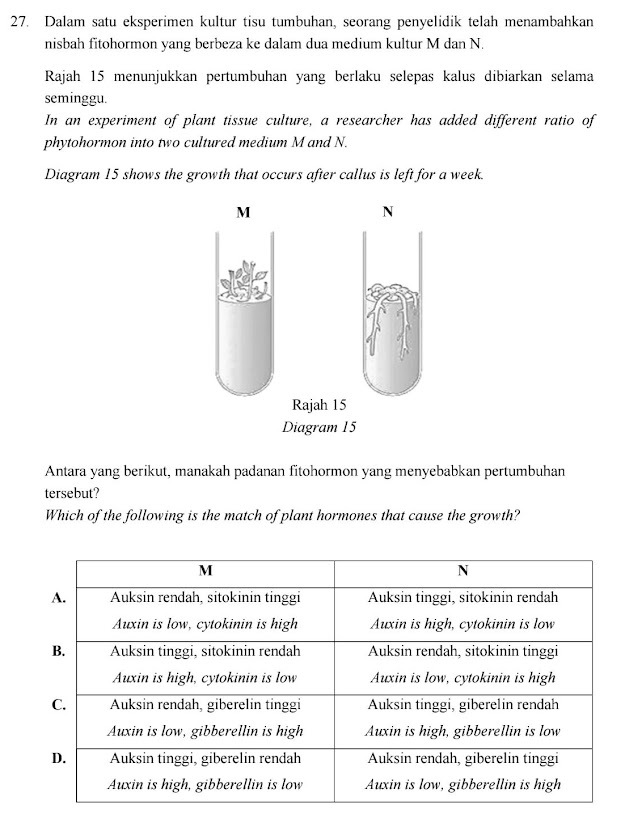 27. Dalam satu eksperimen kultur tisu tumbuhan, seorang penyelidik telah menambahkan
nisbah fitohormon yang berbeza ke dalam dua medium kultur M dan N.
Rajah 15 menunjukkan pertumbuhan yang berlaku selepas kalus dibiarkan selama
seminggu.
In an experiment of plant tissue culture, a researcher has added different ratio of
phytohormon into two cultured medium M and N.
Diagram 15 shows the growth that occurs after callus is left for a week.
M N
Rajah 15
Diagram 15
Antara yang berikut, manakah padanan fitohormon yang menyebabkan pertumbuhan
tersebut?
Which of the following is the match of plant hormones that cause the growth?
M N
A. Auksin rendah, sitokinin tinggi Auksin tinggi, sitokinin rendah
Auxin is low, cytokinin is high Auxin is high, cytokinin is low
B. Auksin tinggi, sitokinin rendah Auksin rendah, sitokinin tinggi
Auxin is high, cytokinin is low Auxin is low, cytokinin is high
C. Auksin rendah, giberelin tinggi Auksin tinggi, giberelin rendah
Auxin is low, gibberellin is high Auxin is high, gibberellin is low
D. Auksin tinggi, giberelin rendah Auksin rendah, giberelin tinggi
Auxin is high, gibberellin is low Auxin is low, gibberellin is high